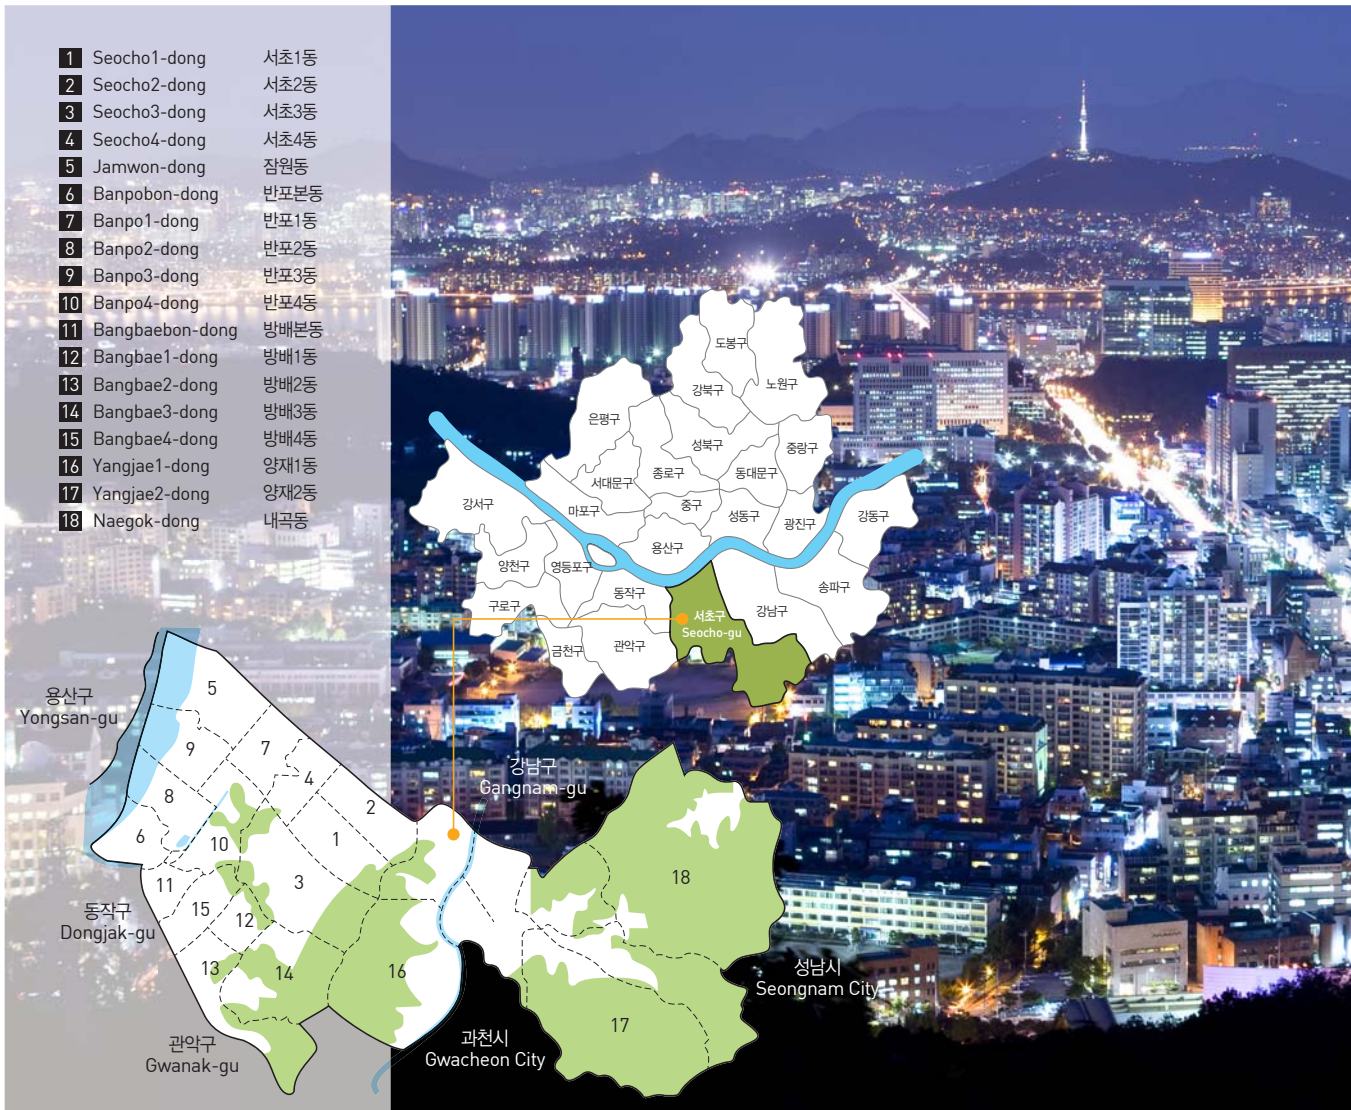 1 Seocho1-dong 서초1동
2 Seocho2-dong 서초2동
3 Seocho3-dong 서초3동
4 Seocho4-dong 서초4동
5 Jamwon-dong 잠원동
6 Banpobon-dong 반포본동
7 Banpo1-dong 반포1동
8 Banpo2-dong 반포2동
9 Banpo3-dong 반포3동
10 Banpo4-dong 반포4동
11 Bangbaebon-dong 방배본동
12 Bangbae1-dong 방배1동
13 Bangbae2-dong 방배2동
14 Bangbae3-dong 방배3동
15 Bangbae4-dong 방배4동
16 Yangjae1-dong 양재1동
17 Yangjae2-dong 양재2동
18 Naegok-dong 내곡동
도봉구
노원구
강북구
은평구
성북구
중랑구
종로구
동대문구
서대문구
강서구
중구
마포구
성동구
광진구
강동구
용산구
양천구
영등포구
송파구
동작구
구로구
강남구
서초구
Seocho-gu
관악구
금천구
용산구
Yongsan-gu
5
9
7
4
8
2
6
10
1
3
11
15
12
13
14
16
18
17
강남구
Gangnam-gu
동작구
Dongjak-gu
성남시
Seongnam City
과천시
Gwacheon City
관악구
Gwanak-gu